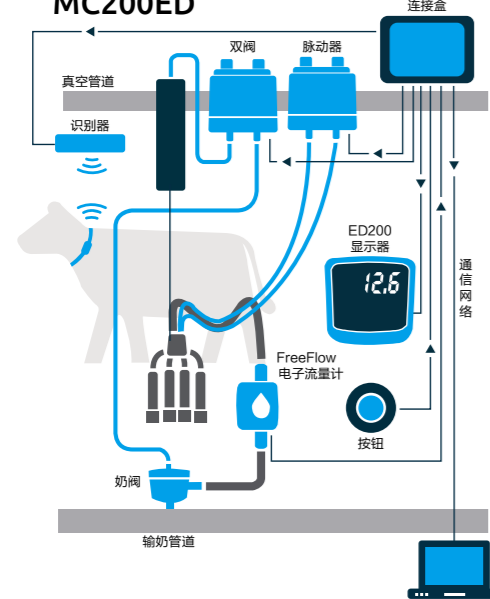 MC200ED
连接盒
双阀
脉动器
真空管道
识别器
ED200
显示器
12.6
通
信
网
络
FreeFlow
电子流量计
按钮
奶阀
输奶管道